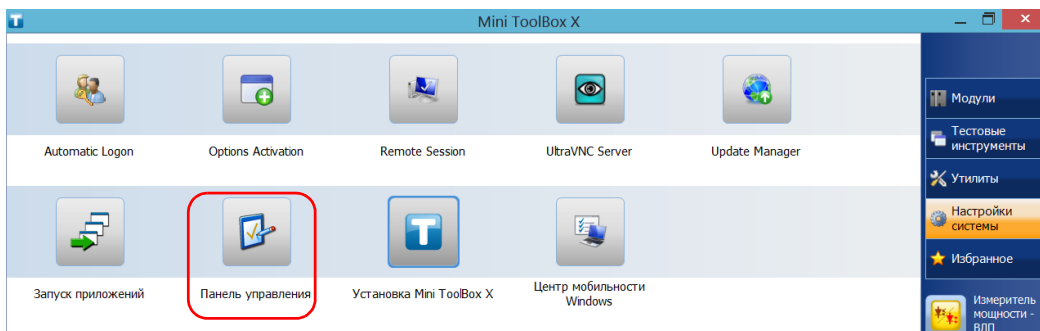 Mini ToolBox X
Automatic Logon
Options Activation
Remote Session
UltraVNC Server
Update Manager
Запуск приложений
Панель управления
Установка Mini ToolBox X
Центр мобильности
Windows
Модули
Тестовые
инструменты
Утилиты
Настройки
системы
Избранное
Измеритель
мощности -
ВЛП